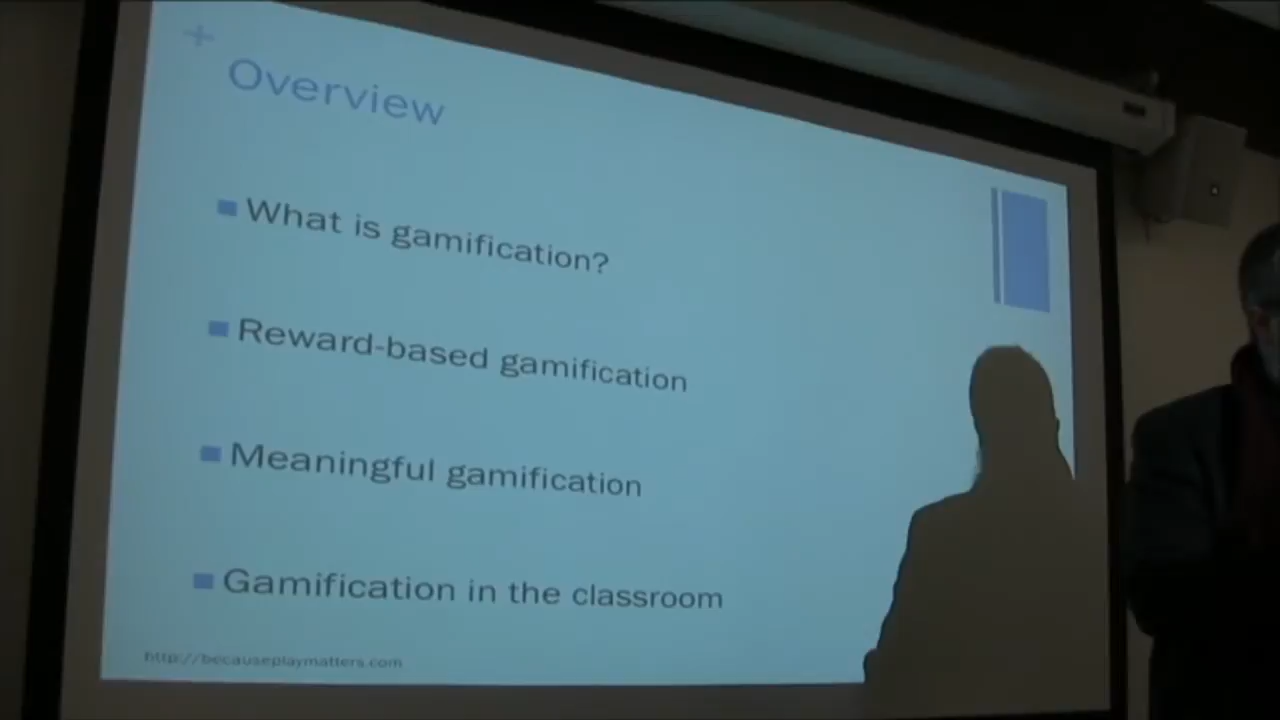 +
Overview
What is gamification?
Reward-based gamification
Meaningful gamification
Gamification in the classroom
http://becauseplaymatters.com